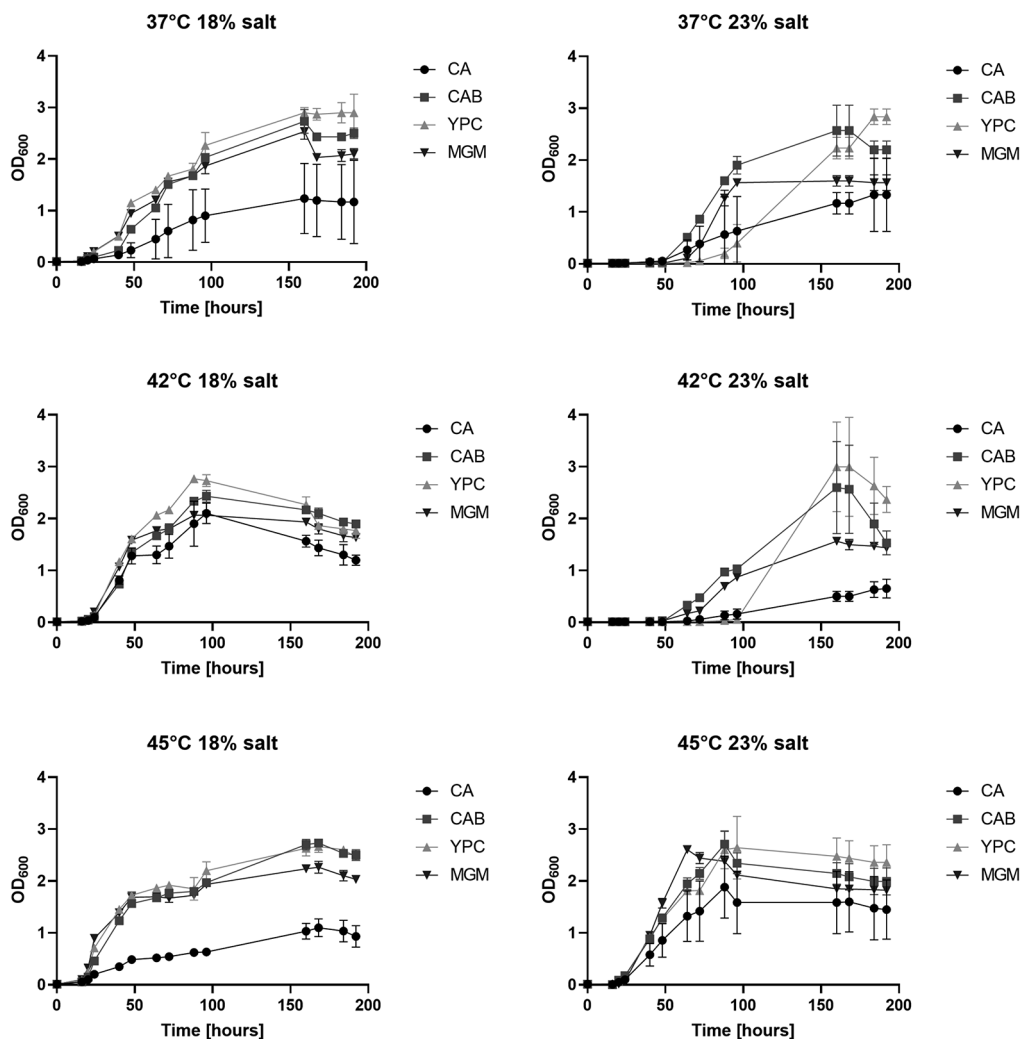 37°C 18% salt
4
3
2
1
0
OD600
0 50 100 150 200
Time [hours]
CA
CAB
YPC
MGM
37°C 23% salt
4
3
2
1
0
OD600
0 50 100 150 200
Time [hours]
CA
CAB
YPC
MGM
42°C 18% salt
4
3
2
1
0
OD600
0 50 100 150 200
Time [hours]
CA
CAB
YPC
MGM
42°C 23% salt
4
3
2
1
0
OD600
0 50 100 150 200
Time [hours]
CA
CAB
YPC
MGM
45°C 18% salt
4
3
2
1
0
OD600
0 50 100 150 200
Time [hours]
CA
CAB
YPC
MGM
45°C 23% salt
4
3
2
1
0
OD600
0 50 100 150 200
Time [hours]
CA
CAB
YPC
MGM